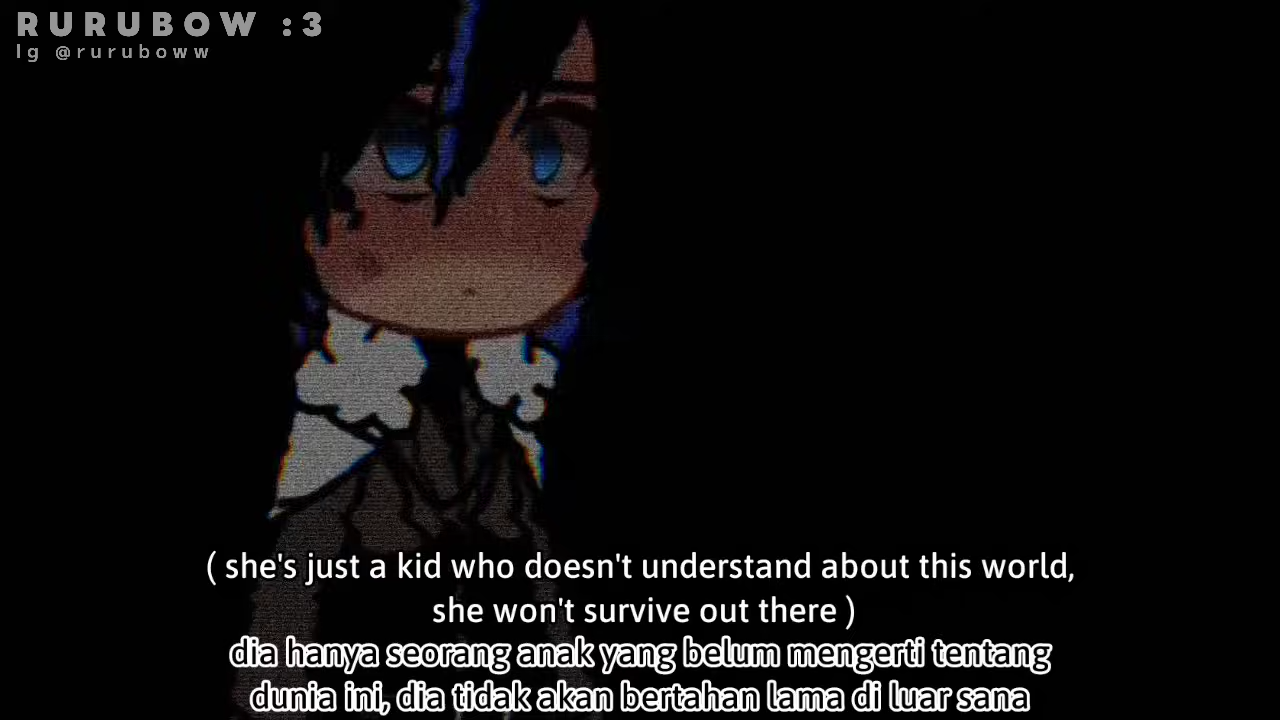 RURUBOW :3
Ig @ruruboww
( she's just a kid who doesn't understand about this world,
she won't survive out there )
dia hanya seorang anak yang belum mengerti tentang
dunia ini, dia tidak akan bertahan lama di luar sana